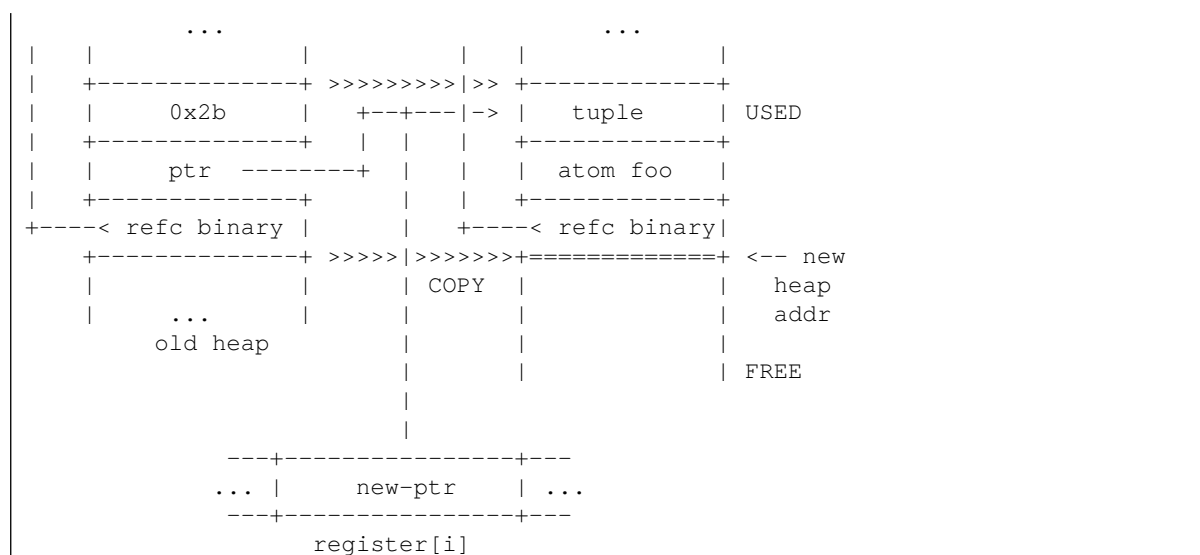 ...                                 ...
|    |                  |             |    |                 |
|    +--------------+ >>>>>>>>>|>> +-------------+
|    |      0x2b      |    +--+---|-> |    tuple      | USED
|    +--------------+    |   |    |    +-------------+
|    |      ptr  --------+   |    |    |   atom foo   |
|    +--------------+        |    |    +-------------+
+----< refc binary |        |    +----< refc binary|
     +--------------+ >>>>>|>>>>>>>+=============+ <-- new
     |                  |        | COPY   |                 |   heap
     |      ...         |        |         |                 |   addr
         old heap               |         |                 |
                                 |         |                 | FREE
                                 |
                                 |
                  ---+----------------+---
                 ... |      new-ptr      | ...
                  ---+----------------+---
                       register[i]